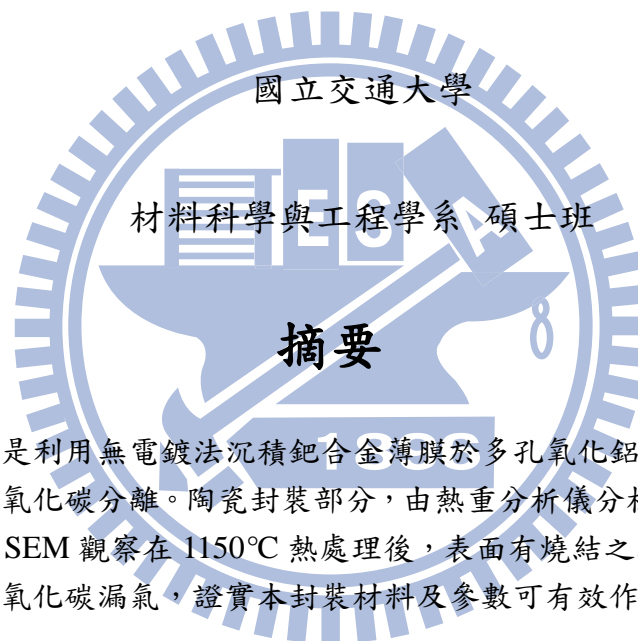 國立交通大學
材料科學與工程學系 碩士班
ESA
摘要
8
1896
是利用無電鍍法沉積鈀合金薄膜於多孔氧化鋁
氧化碳分離。陶瓷封裝部分，由熱重分析儀分析
SEM 觀察在 1150°C 熱處理後，表面有燒結之
氧化碳漏氣，證實本封裝材料及參數可有效作